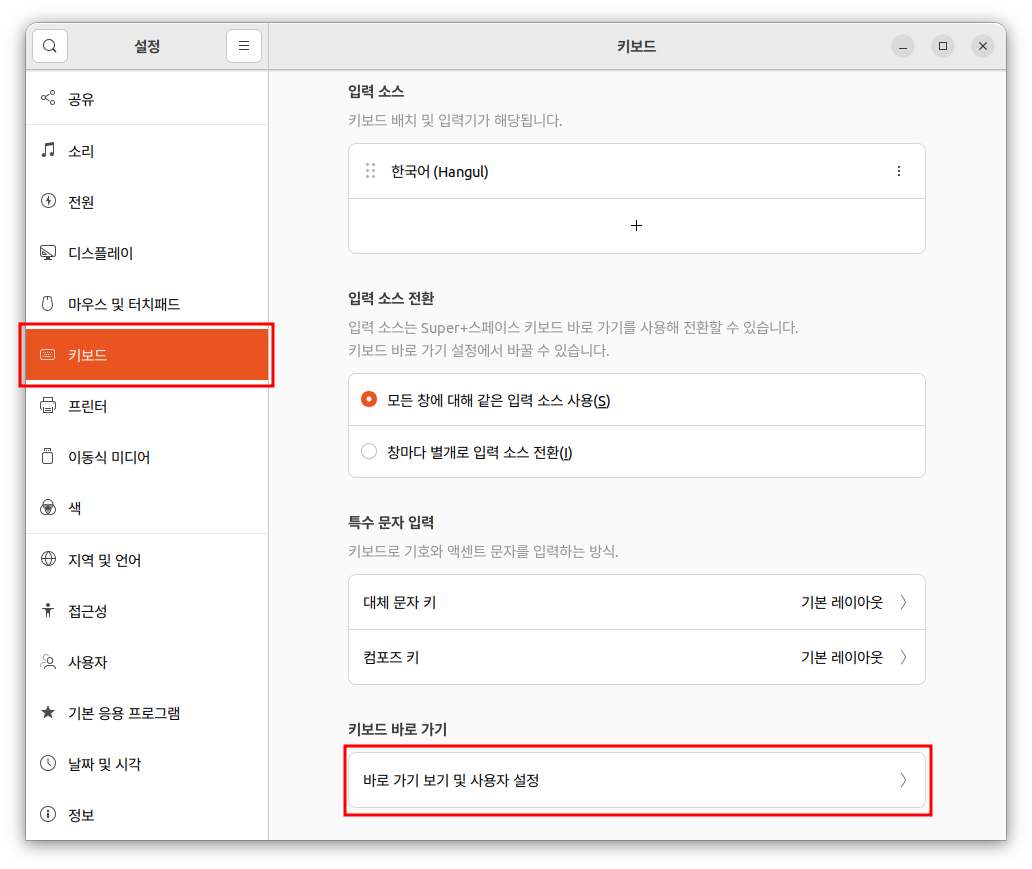 설정
키보드
공유
소리
전원
디스플레이
마우스 및 터치패드
키보드
프린터
이동식 미디어
색
지역 및 언어
접근성
사용자
기본 응용 프로그램
날짜 및 시각
정보
입력 소스
키보드 배치 및 입력기가 해당됩니다.
한국어 (Hangul)
입력 소스 전환
입력 소스는 Super+스페이스 키보드 바로 가기를 사용해 전환할 수 있습니다.
키보드 바로 가기 설정에서 바꿀 수 있습니다.
모든 창에 대해 같은 입력 소스 사용(S)
창마다 별개로 입력 소스 전환(I)
특수 문자 입력
키보드로 기호와 액센트 문자를 입력하는 방식.
대체 문자 키 기본 레이아웃
컴포즈 키 기본 레이아웃
키보드 바로 가기
바로 가기 보기 및 사용자 설정